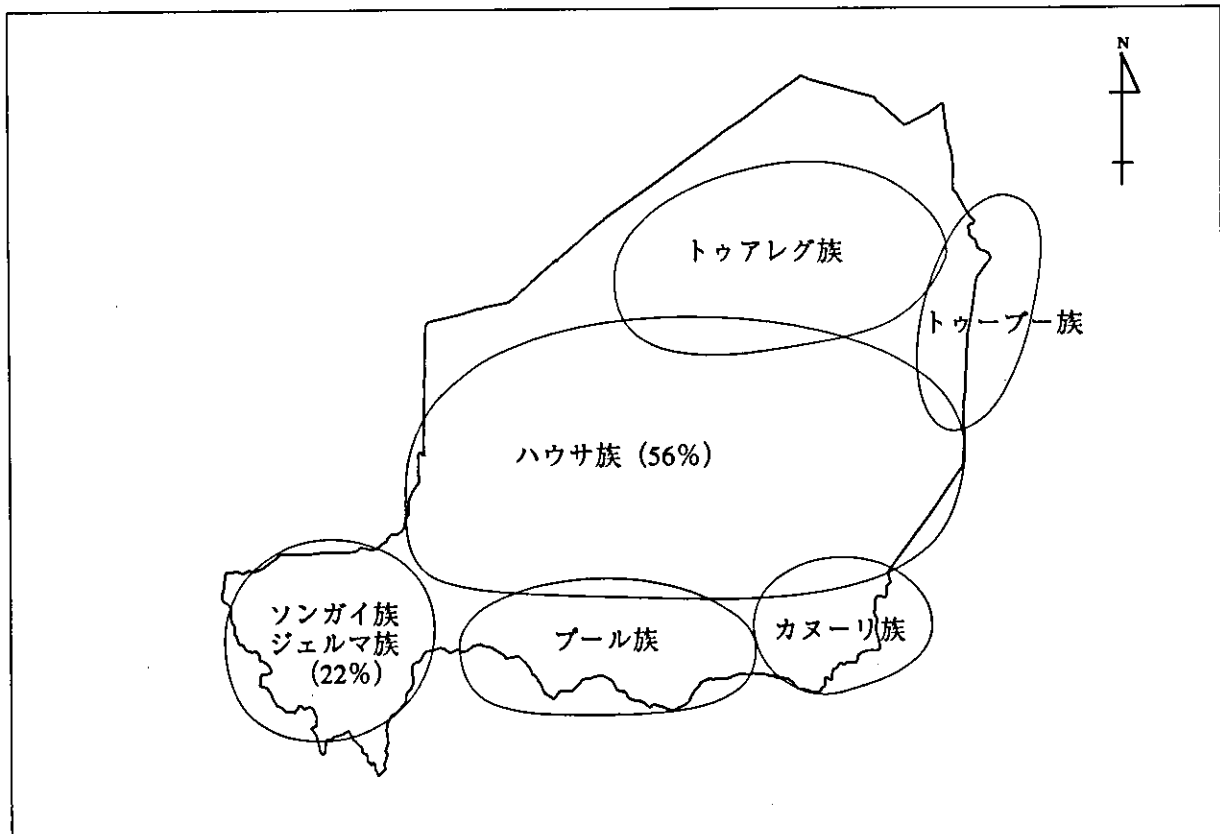 N
トゥアレグ族
トゥーブー族
ハウサ族 (56%)
ソンガイ族
ジェルマ族
(22%)
プール族
カヌーリ族